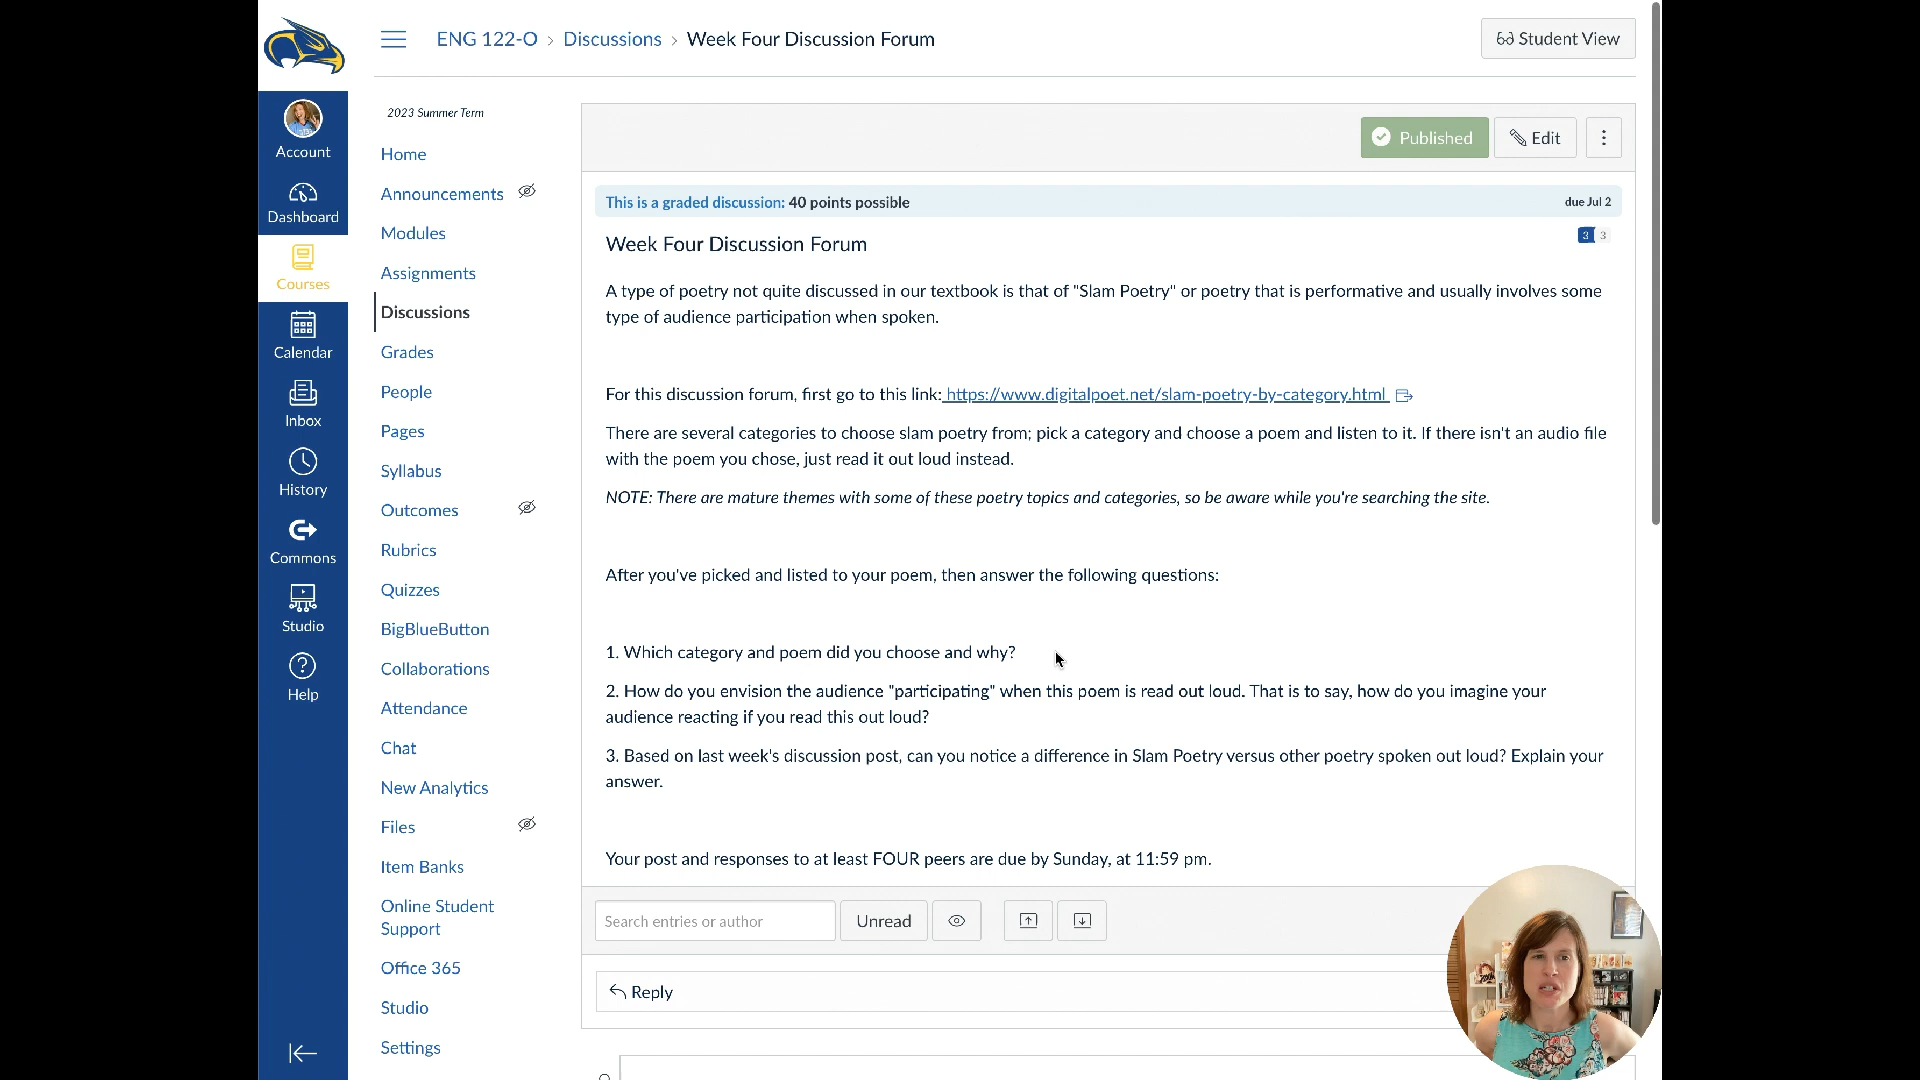 ENG 122-O > Discussions > Week Four Discussion Forum
Student View
Account
Dashboard
Courses
Calendar
Inbox
History
Commons
Studio
Help
2023 Summer Term
Home
Announcements
Modules
Assignments
Discussions
Grades
People
Pages
Syllabus
Outcomes
Rubrics
Quizzes
BigBlueButton
Collaborations
Attendance
Chat
New Analytics
Files
Item Banks
Online Student
Support
Office 365
Studio
Settings
Published
Edit
This is a graded discussion: 40 points possible
due Jul 2
Week Four Discussion Forum
3 3
A type of poetry not quite discussed in our textbook is that of "Slam Poetry" or poetry that is performative and usually involves some
type of audience participation when spoken.
For this discussion forum, first go to this link: https://www.digitalpoet.net/slam-poetry-by-category.html
There are several categories to choose slam poetry from; pick a category and choose a poem and listen to it. If there isn't an audio file
with the poem you chose, just read it out loud instead.
NOTE: There are mature themes with some of these poetry topics and categories, so be aware while you're searching the site.
After you've picked and listed to your poem, then answer the following questions:
1. Which category and poem did you choose and why?
2. How do you envision the audience "participating" when this poem is read out loud. That is to say, how do you imagine your
audience reacting if you read this out loud?
3. Based on last week's discussion post, can you notice a difference in Slam Poetry versus other poetry spoken out loud? Explain your
answer.
Your post and responses to at least FOUR peers are due by Sunday, at 11:59 pm.
Search entries or author
Unread
Reply